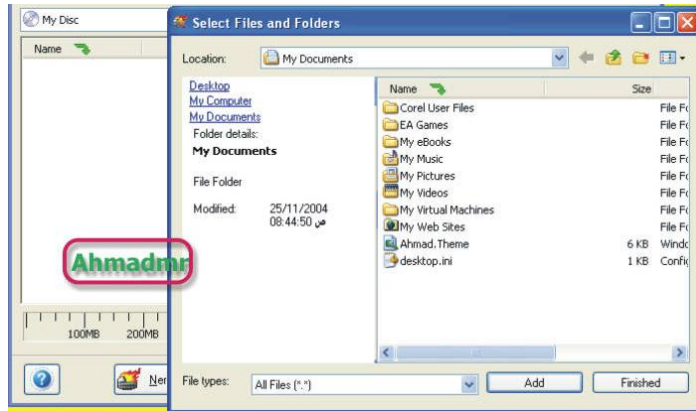 My Disc
Name
100MB 200MB
Ahmadmr
Select Files and Folders
Location: My Documents
Desktop
My Computer
My Documents
Folder details:
My Documents
File Folder
Modified: 25/11/2004
08:44:50 ص
Name Size
Corel User Files File Fo
EA Games File Fo
My eBooks File Fo
My Music File Fo
My Pictures File Fo
My Videos File Fo
My Virtual Machines File Fo
My Web Sites File Fo
Ahmad.Theme 6 KB Windo
desktop.ini 1 KB Config
File types: All Files (*.*) Add Finished
Ner